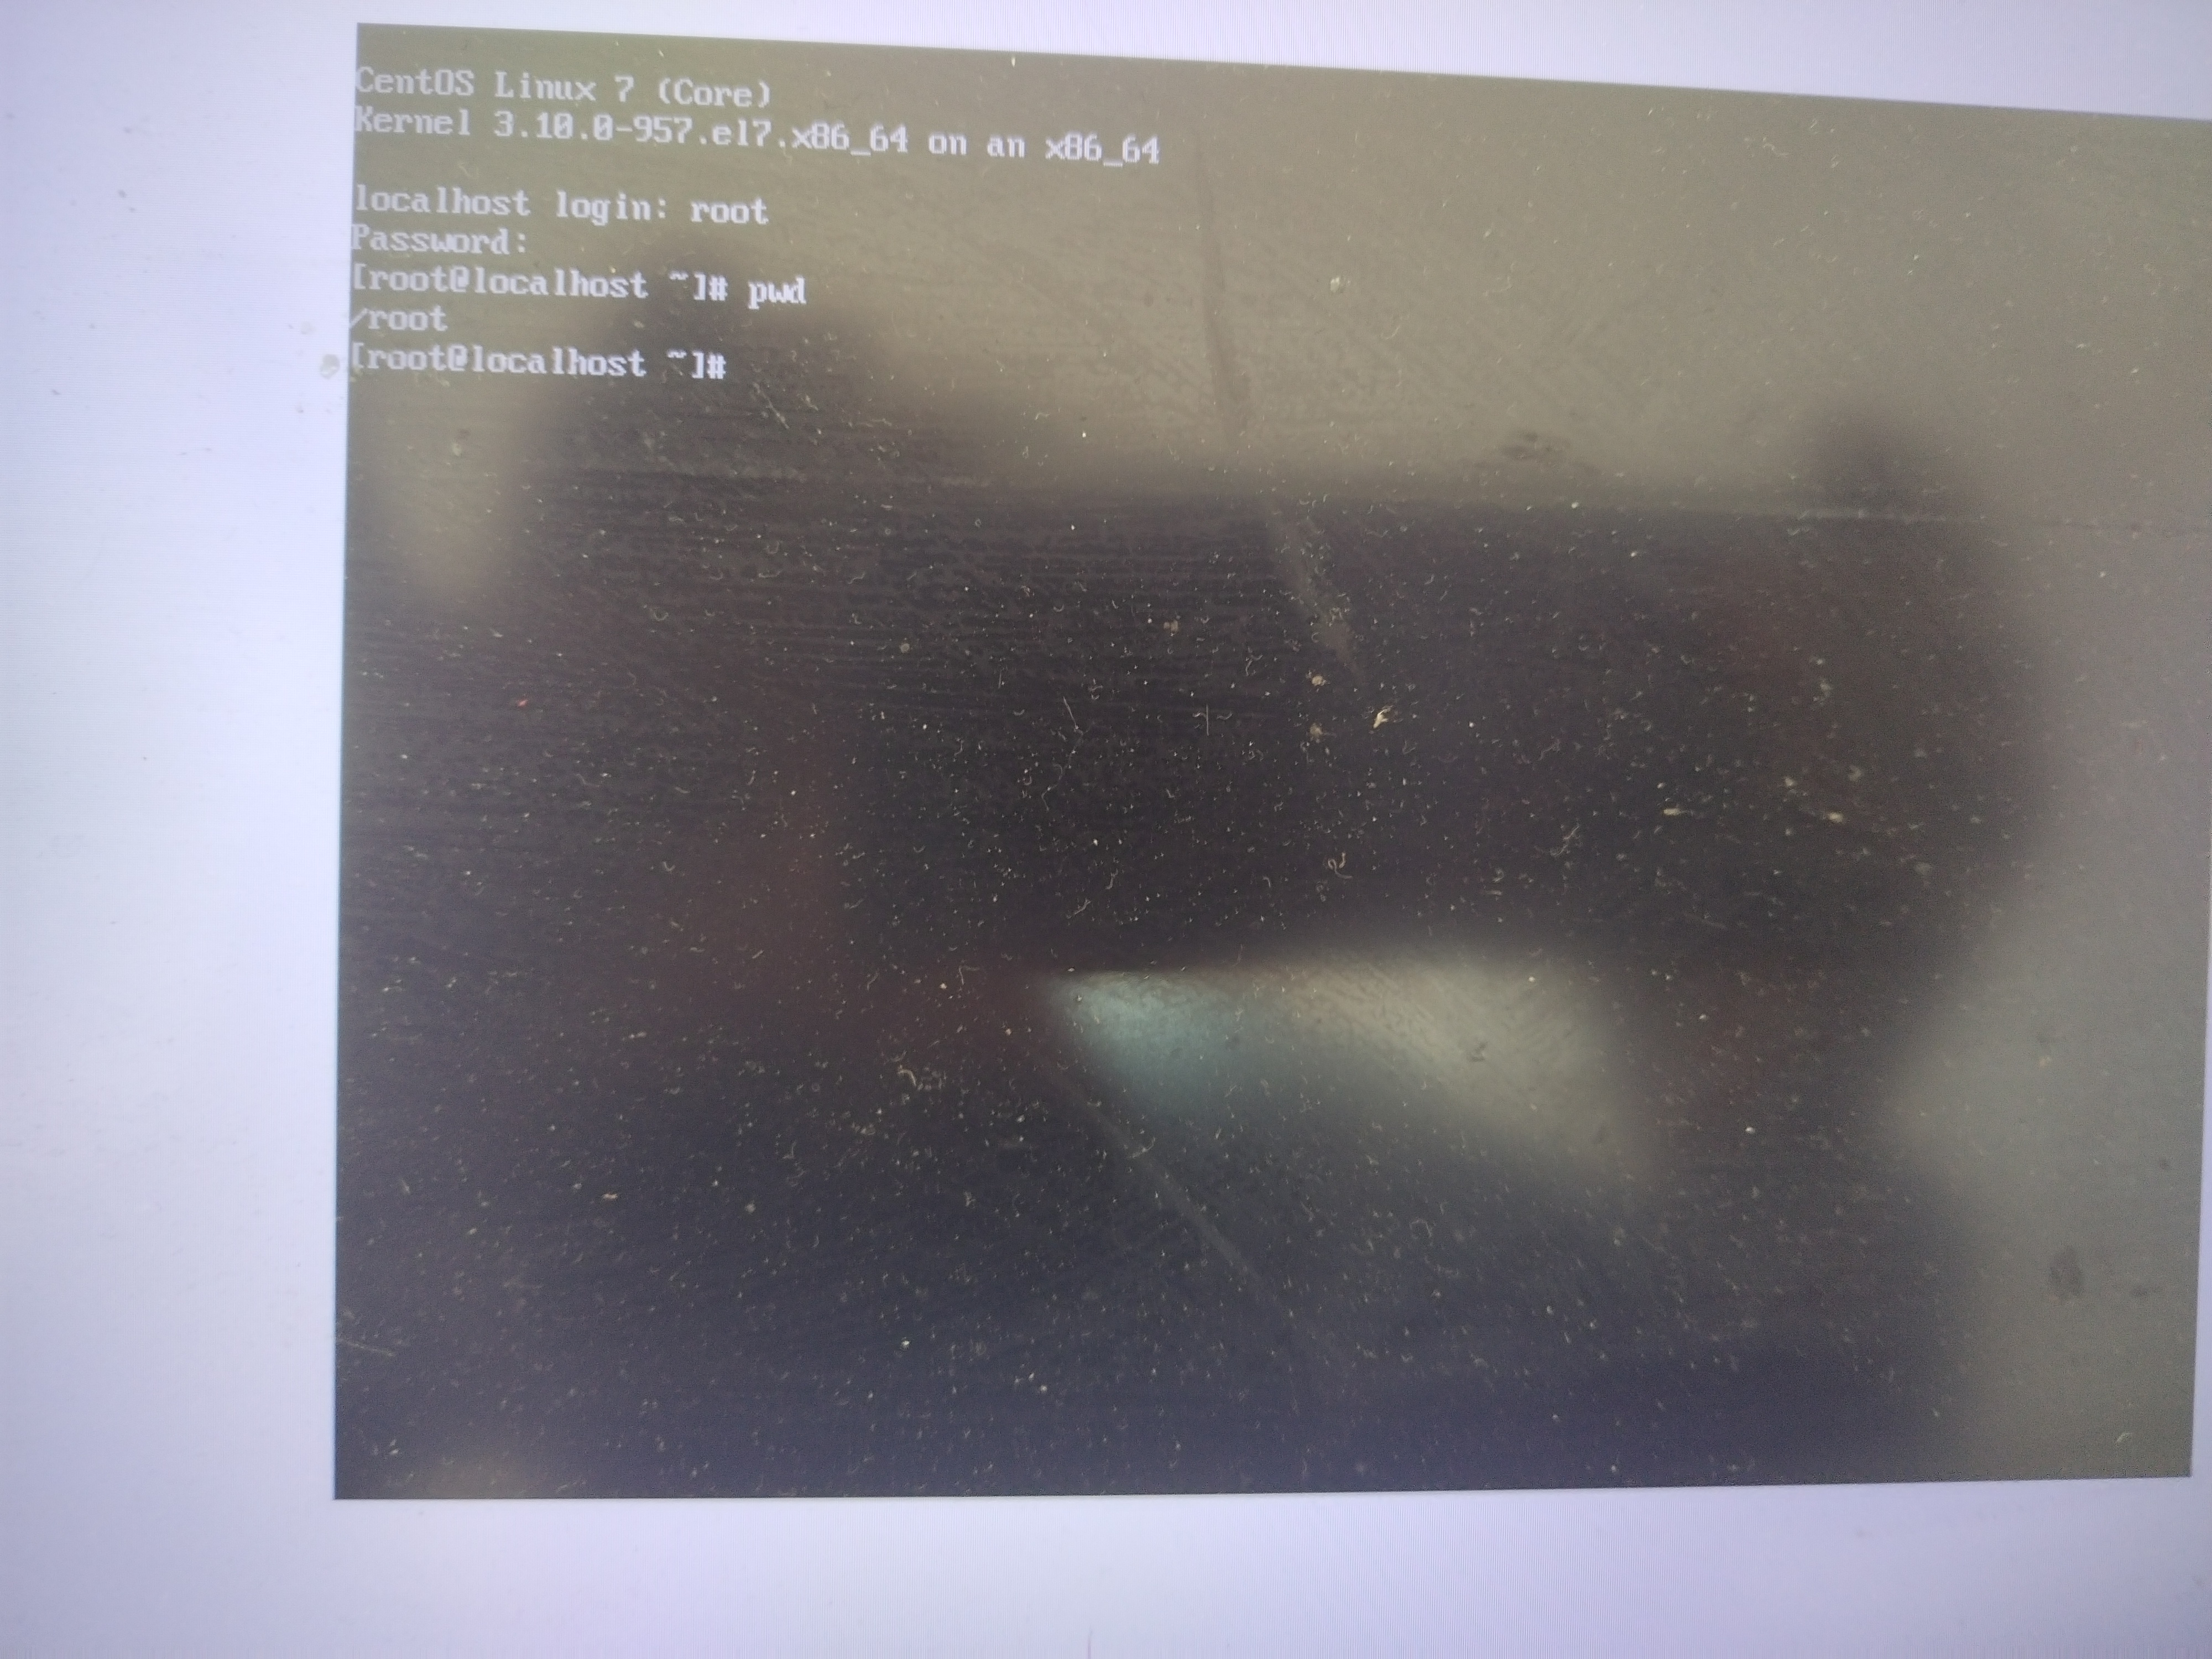 CentOS Linux 7 (Core)
Kernel 3.10.0-957.el7.x86_64 on an x86_64
localhost login: root
Password:
[root@localhost ~]# pwd
/root
[root@localhost ~]#